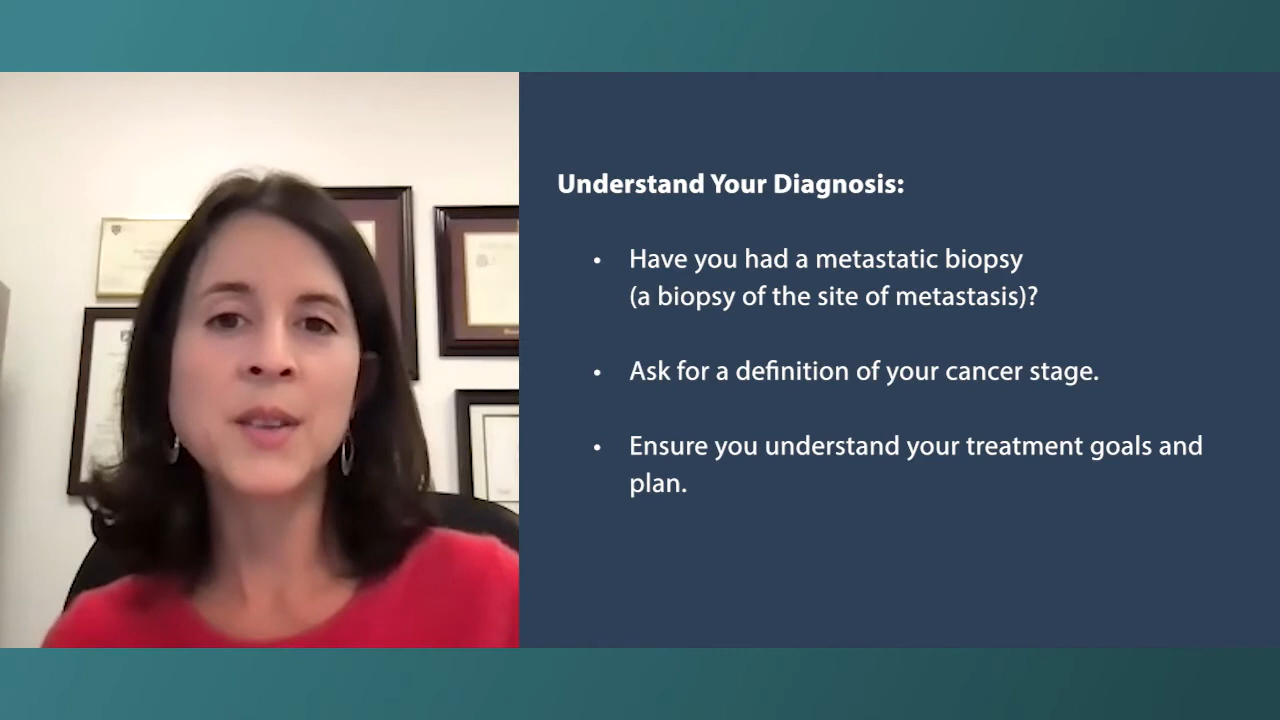 Understand Your Diagnosis:
• Have you had a metastatic biopsy
(a biopsy of the site of metastasis)?
• Ask for a definition of your cancer stage.
• Ensure you understand your treatment goals and
plan.